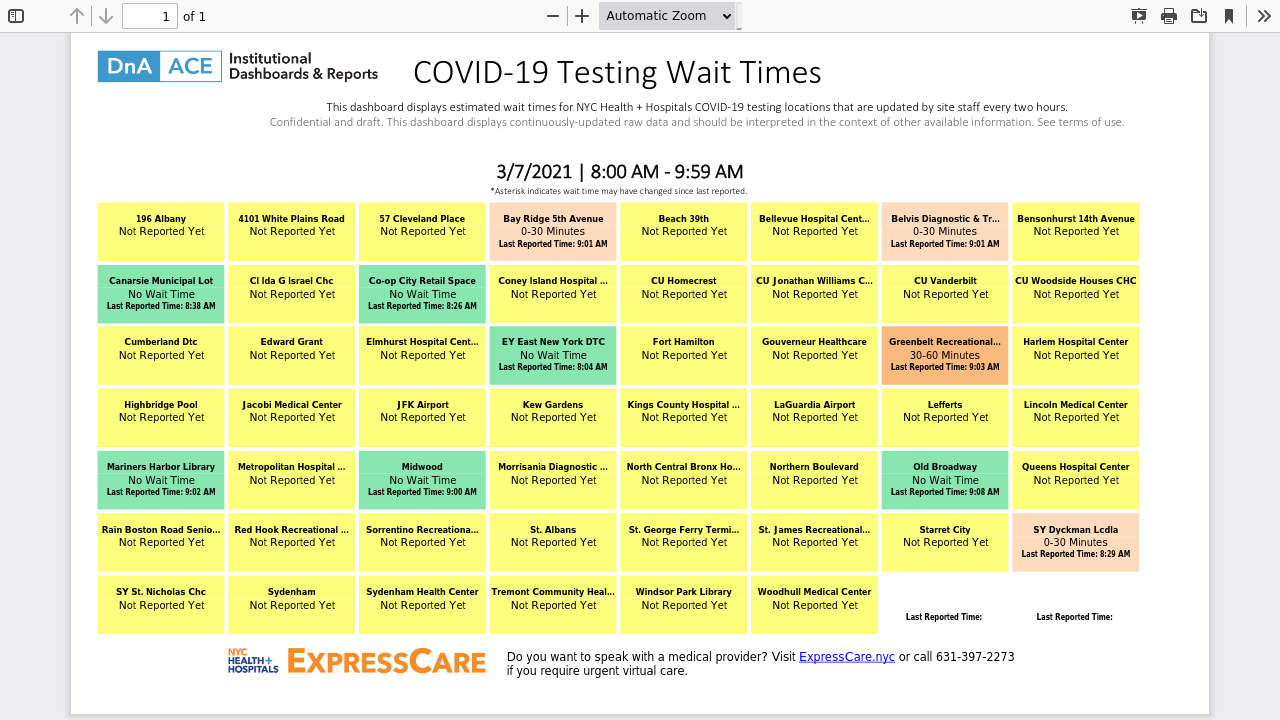 1 of 1
Automatic Zoom
DnA ACE Institutional
Dashboards & Reports
COVID-19 Testing Wait Times
This dashboard displays estimated wait times for NYC Health + Hospitals COVID-19 testing locations that are updated by site staff every two hours.
Confidential and draft. This dashboard displays continuously-updated raw data and should be interpreted in the context of other available information. See terms of use.
3/7/2021 | 8:00 AM - 9:59 AM
*Asterisk indicates wait time may have changed since last reported.
196 Albany
Not Reported Yet
4101 White Plains Road
Not Reported Yet
57 Cleveland Place
Not Reported Yet
Bay Ridge 5th Avenue
0-30 Minutes
Last Reported Time: 9:01 AM
Beach 39th
Not Reported Yet
Bellevue Hospital Cent...
Not Reported Yet
Belvis Diagnostic & Tr...
0-30 Minutes
Last Reported Time: 9:01 AM
Bensonhurst 14th Avenue
Not Reported Yet
Canarsie Municipal Lot
No Wait Time
Last Reported Time: 8:38 AM
Cl Ida G Israel Chc
Not Reported Yet
Co-op City Retail Space
No Wait Time
Last Reported Time: 8:26 AM
Coney Island Hospital ...
Not Reported Yet
CU Homecrest
Not Reported Yet
CU Jonathan Williams C...
Not Reported Yet
CU Vanderbilt
Not Reported Yet
CU Woodside Houses CHC
Not Reported Yet
Cumberland Dtc
Not Reported Yet
Edward Grant
Not Reported Yet
Elmhurst Hospital Cent...
Not Reported Yet
EY East New York DTC
No Wait Time
Last Reported Time: 8:04 AM
Fort Hamilton
Not Reported Yet
Gouverneur Healthcare
Not Reported Yet
Greenbelt Recreational...
30-60 Minutes
Last Reported Time: 9:03 AM
Harlem Hospital Center
Not Reported Yet
Highbridge Pool
Not Reported Yet
Jacobi Medical Center
Not Reported Yet
JFK Airport
Not Reported Yet
Kew Gardens
Not Reported Yet
Kings County Hospital ...
Not Reported Yet
LaGuardia Airport
Not Reported Yet
Lefferts
Not Reported Yet
Lincoln Medical Center
Not Reported Yet
Mariners Harbor Library
No Wait Time
Last Reported Time: 9:02 AM
Metropolitan Hospital ...
Not Reported Yet
Midwood
No Wait Time
Last Reported Time: 9:00 AM
Morrisania Diagnostic ...
Not Reported Yet
North Central Bronx Ho...
Not Reported Yet
Northern Boulevard
Not Reported Yet
Old Broadway
No Wait Time
Last Reported Time: 9:08 AM
Queens Hospital Center
Not Reported Yet
Rain Boston Road Senio...
Not Reported Yet
Red Hook Recreational ...
Not Reported Yet
Sorrentino Recreationa...
Not Reported Yet
St. Albans
Not Reported Yet
St. George Ferry Termi...
Not Reported Yet
St. James Recreational...
Not Reported Yet
Starret City
Not Reported Yet
SY Dyckman Lcdla
0-30 Minutes
Last Reported Time: 8:29 AM
SY St. Nicholas Chc
Not Reported Yet
Sydenham
Not Reported Yet
Sydenham Health Center
Not Reported Yet
Tremont Community Heal...
Not Reported Yet
Windsor Park Library
Not Reported Yet
Woodhull Medical Center
Not Reported Yet
Last Reported Time:
Last Reported Time:
NYC
HEALTH+
HOSPITALS
EXPRESSCARE
Do you want to speak with a medical provider? Visit ExpressCare.nyc or call 631-397-2273
if you require urgent virtual care.